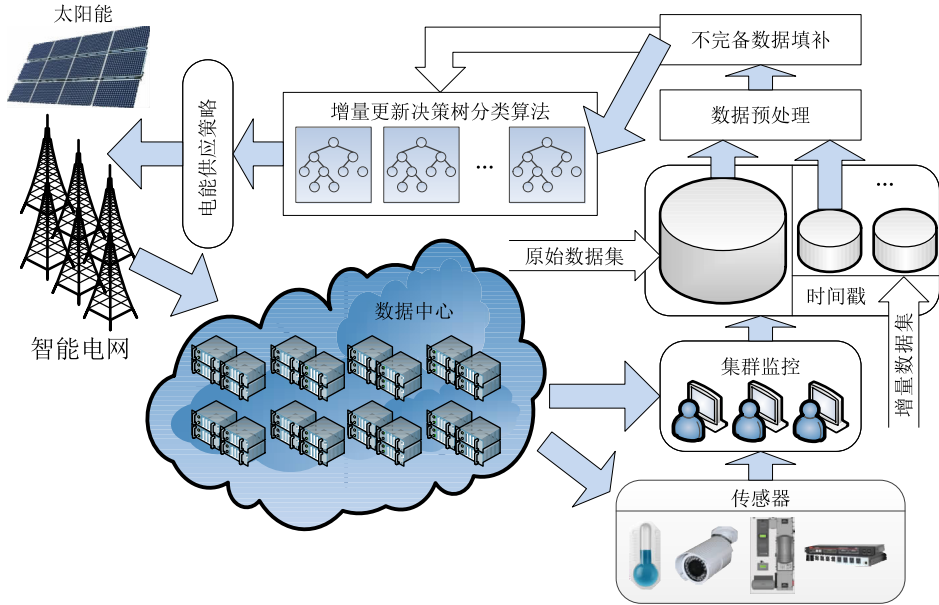 太阳能
不完备数据填补
增量更新决策树分类算法
数据预处理
电能供应策略
...
...
原始数据集
时间戳
数据中心
智能电网
集群监控
增量数据集
传感器